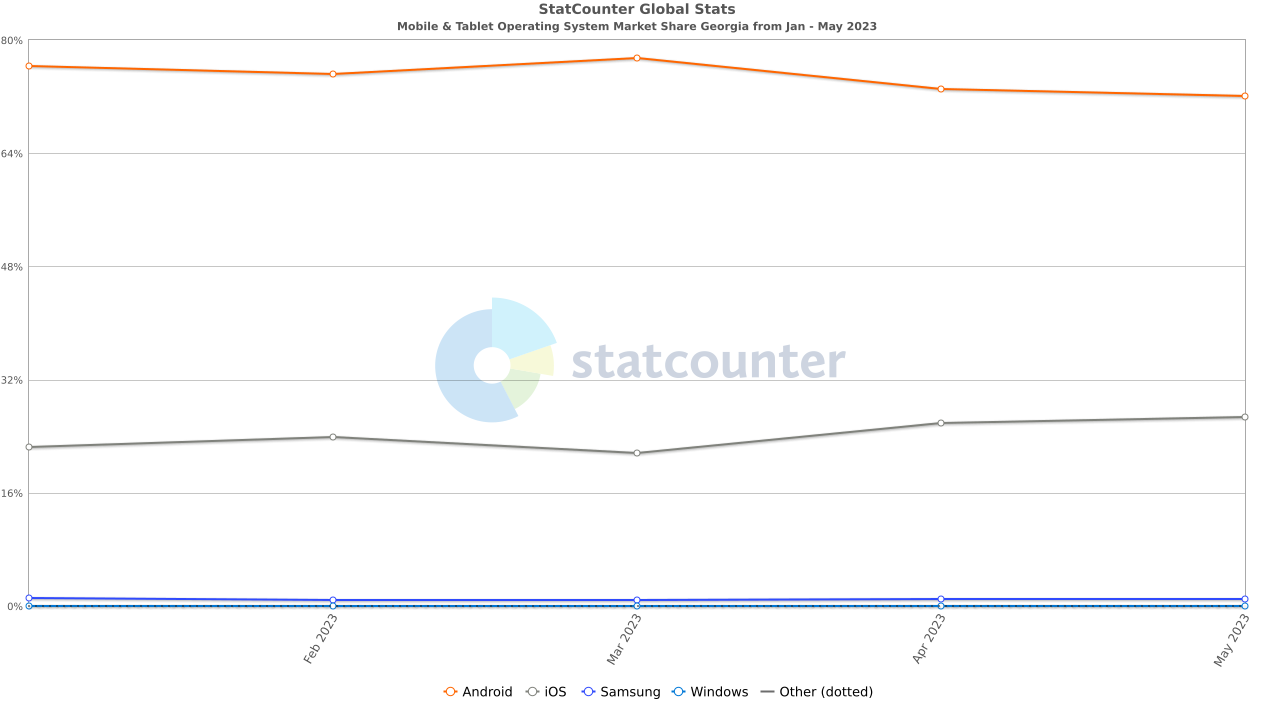 StatCounter Global Stats
Mobile & Tablet Operating System Market Share Georgia from Jan - May 2023
80%
64%
48%
statcounter
32%
16%
0%
Feb 2023 Mar 2023 Apr 2023 May 2023
Android iOS Samsung Windows Other (dotted)